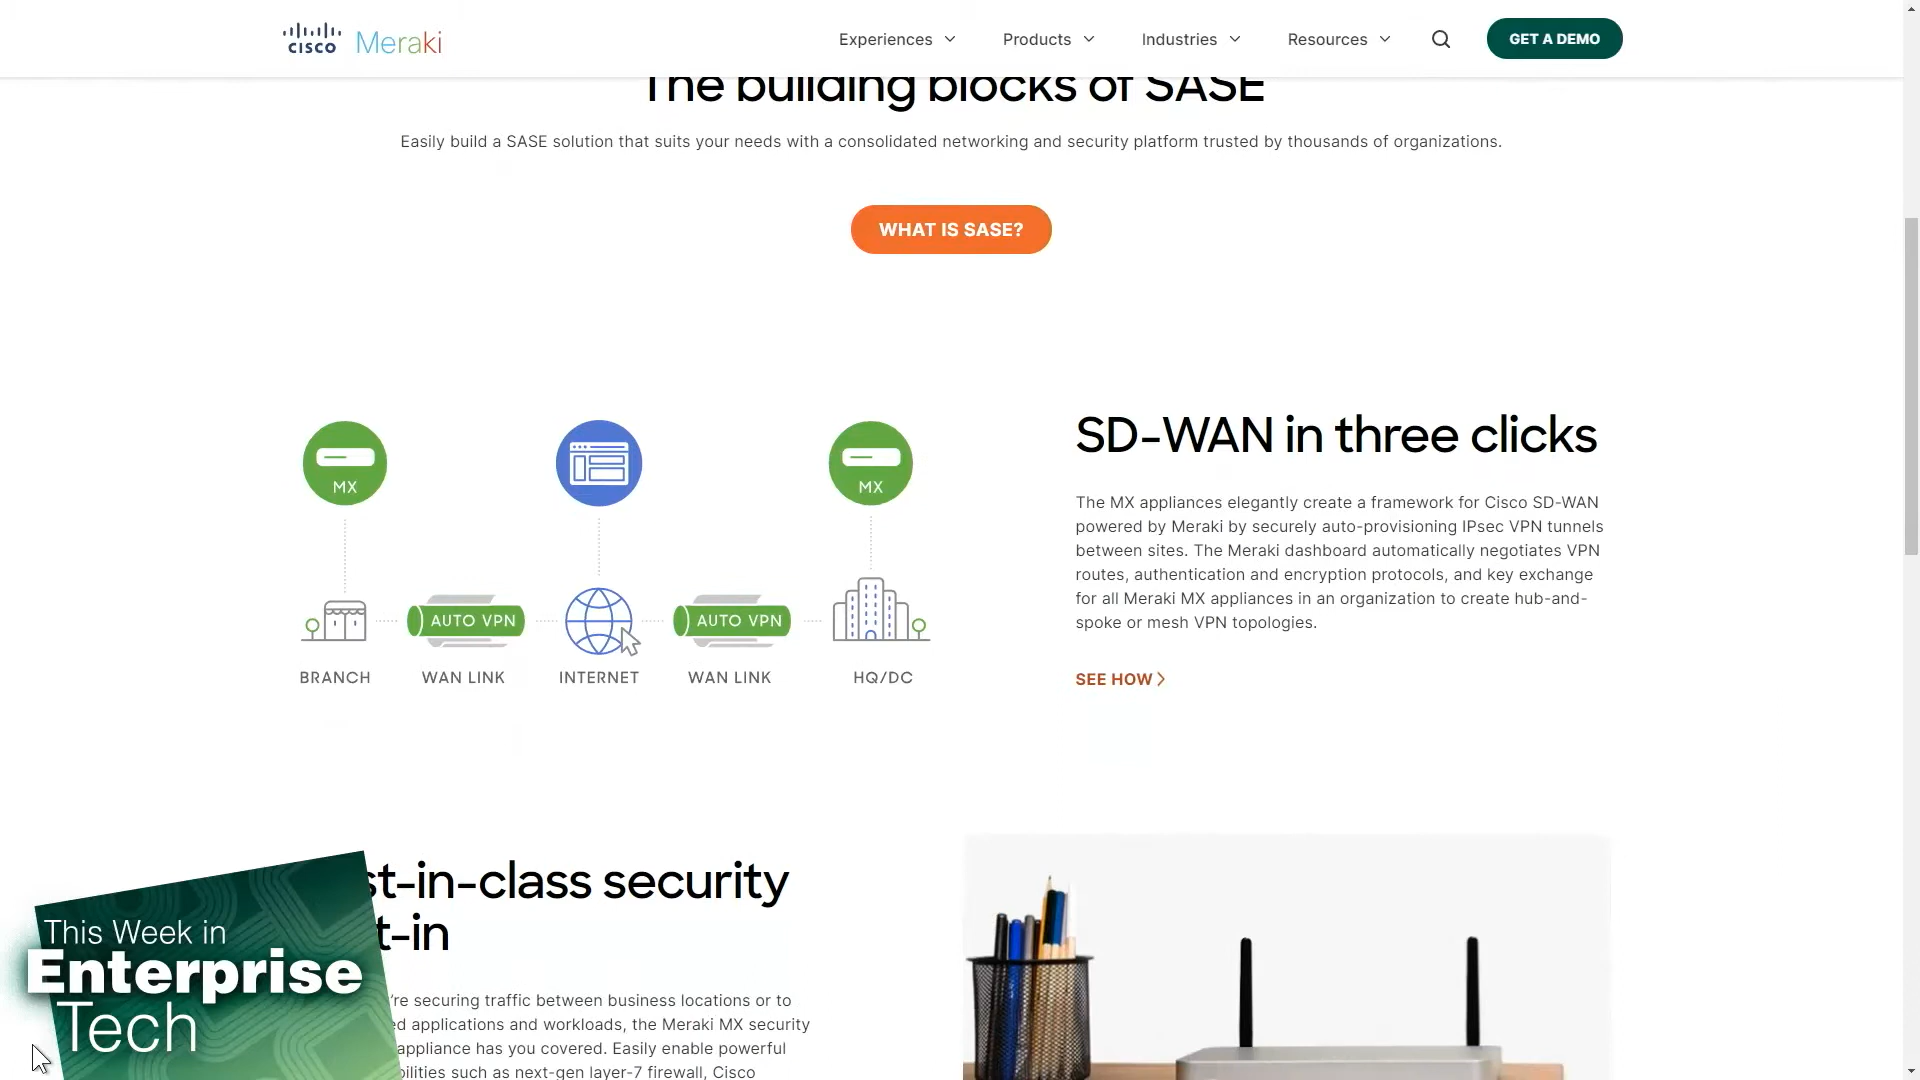 CISCO Meraki
Experiences
Products
Industries
Resources
GET A DEMO
The building blocks of SASE
Easily build a SASE solution that suits your needs with a consolidated networking and security platform trusted by thousands of organizations.
WHAT IS SASE?
MX
MX
AUTO VPN
AUTO VPN
BRANCH
WAN LINK
INTERNET
WAN LINK
HQ/DC
SD-WAN in three clicks
The MX appliances elegantly create a framework for Cisco SD-WAN
powered by Meraki by securely auto-provisioning IPsec VPN tunnels
between sites. The Meraki dashboard automatically negotiates VPN
routes, authentication and encryption protocols, and key exchange
for all Meraki MX appliances in an organization to create hub-and-
spoke or mesh VPN topologies.
SEE HOW
st-in-class security
t-in
're securing traffic between business locations or to
ed applications and workloads, the Meraki MX security
appliance has you covered. Easily enable powerful
bilities such as next-gen layer-7 firewall, Cisco
This Week in
Enterprise
Tech